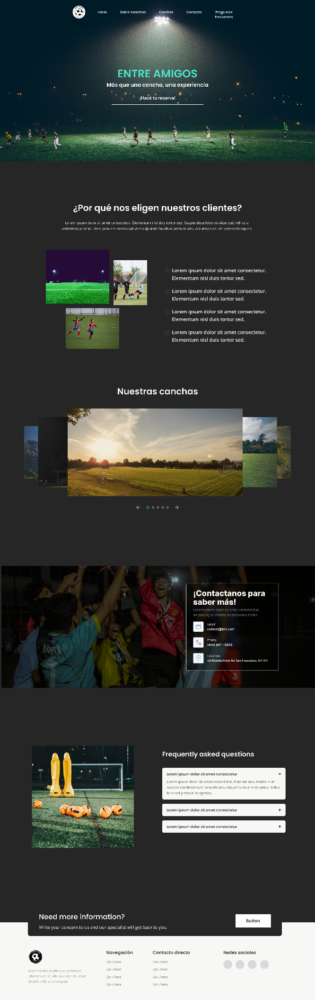 Inicio
Sobre nosotros
Canchas
Contacto
Preguntas
frecuentes
ENTRE AMIGOS
Más que una cancha, una experiencia
¡Hacé tu reserva!
¿Por qué nos eligen nuestros clientes?
Lorem ipsum dolor sit amet consectetur. Elementum nisl duis tortor sed. Suspendisse lobortis vitae quis vehicula
pellentesque sit id. Urna posuere consequat velit vulputate faucibus pretium arcu accumsan sit. Vel venenatis sapien.
Lorem ipsum dolor sit amet consectetur.
Elementum nisl duis tortor sed.
Lorem ipsum dolor sit amet consectetur.
Elementum nisl duis tortor sed.
Lorem ipsum dolor sit amet consectetur.
Elementum nisl duis tortor sed.
Lorem ipsum dolor sit amet consectetur.
Elementum nisl duis tortor sed.
Nuestras canchas
¡Contactanos para
saber más!
Lorem ipsum dolor sit amet consectetur
adipiscing eli mattis sit phasellus mollis
Email:
contact@brix.com
Phone:
(414) 687 - 5892
Location:
58 Middle Point Rd San Francisco, 94124
Frequently asked questions
Lorem ipsum dolar sit amet consectetur
Lorem ipsum dolor sit amet consectetur. Pulvinar arcu mattis in at
sodales condimentum. Gravida arcu aliquet rutrum erat varius. Tellus
felis sed pretium in egestas.
Lorem ipsum dolar sit amet consectetur
Lorem ipsum dolar sit amet consectetur
Need more information?
Write your concern to us and our specialist will get back to you.
Button
Amet minim mollit non deserunt
ullamco est sit aliqua dolor do amet
sintelit officia consequat
Navegación
Link here
Link here
Link here
Link here
Contacto directo
Link here
Link here
Link here
Link here
Redes sociales